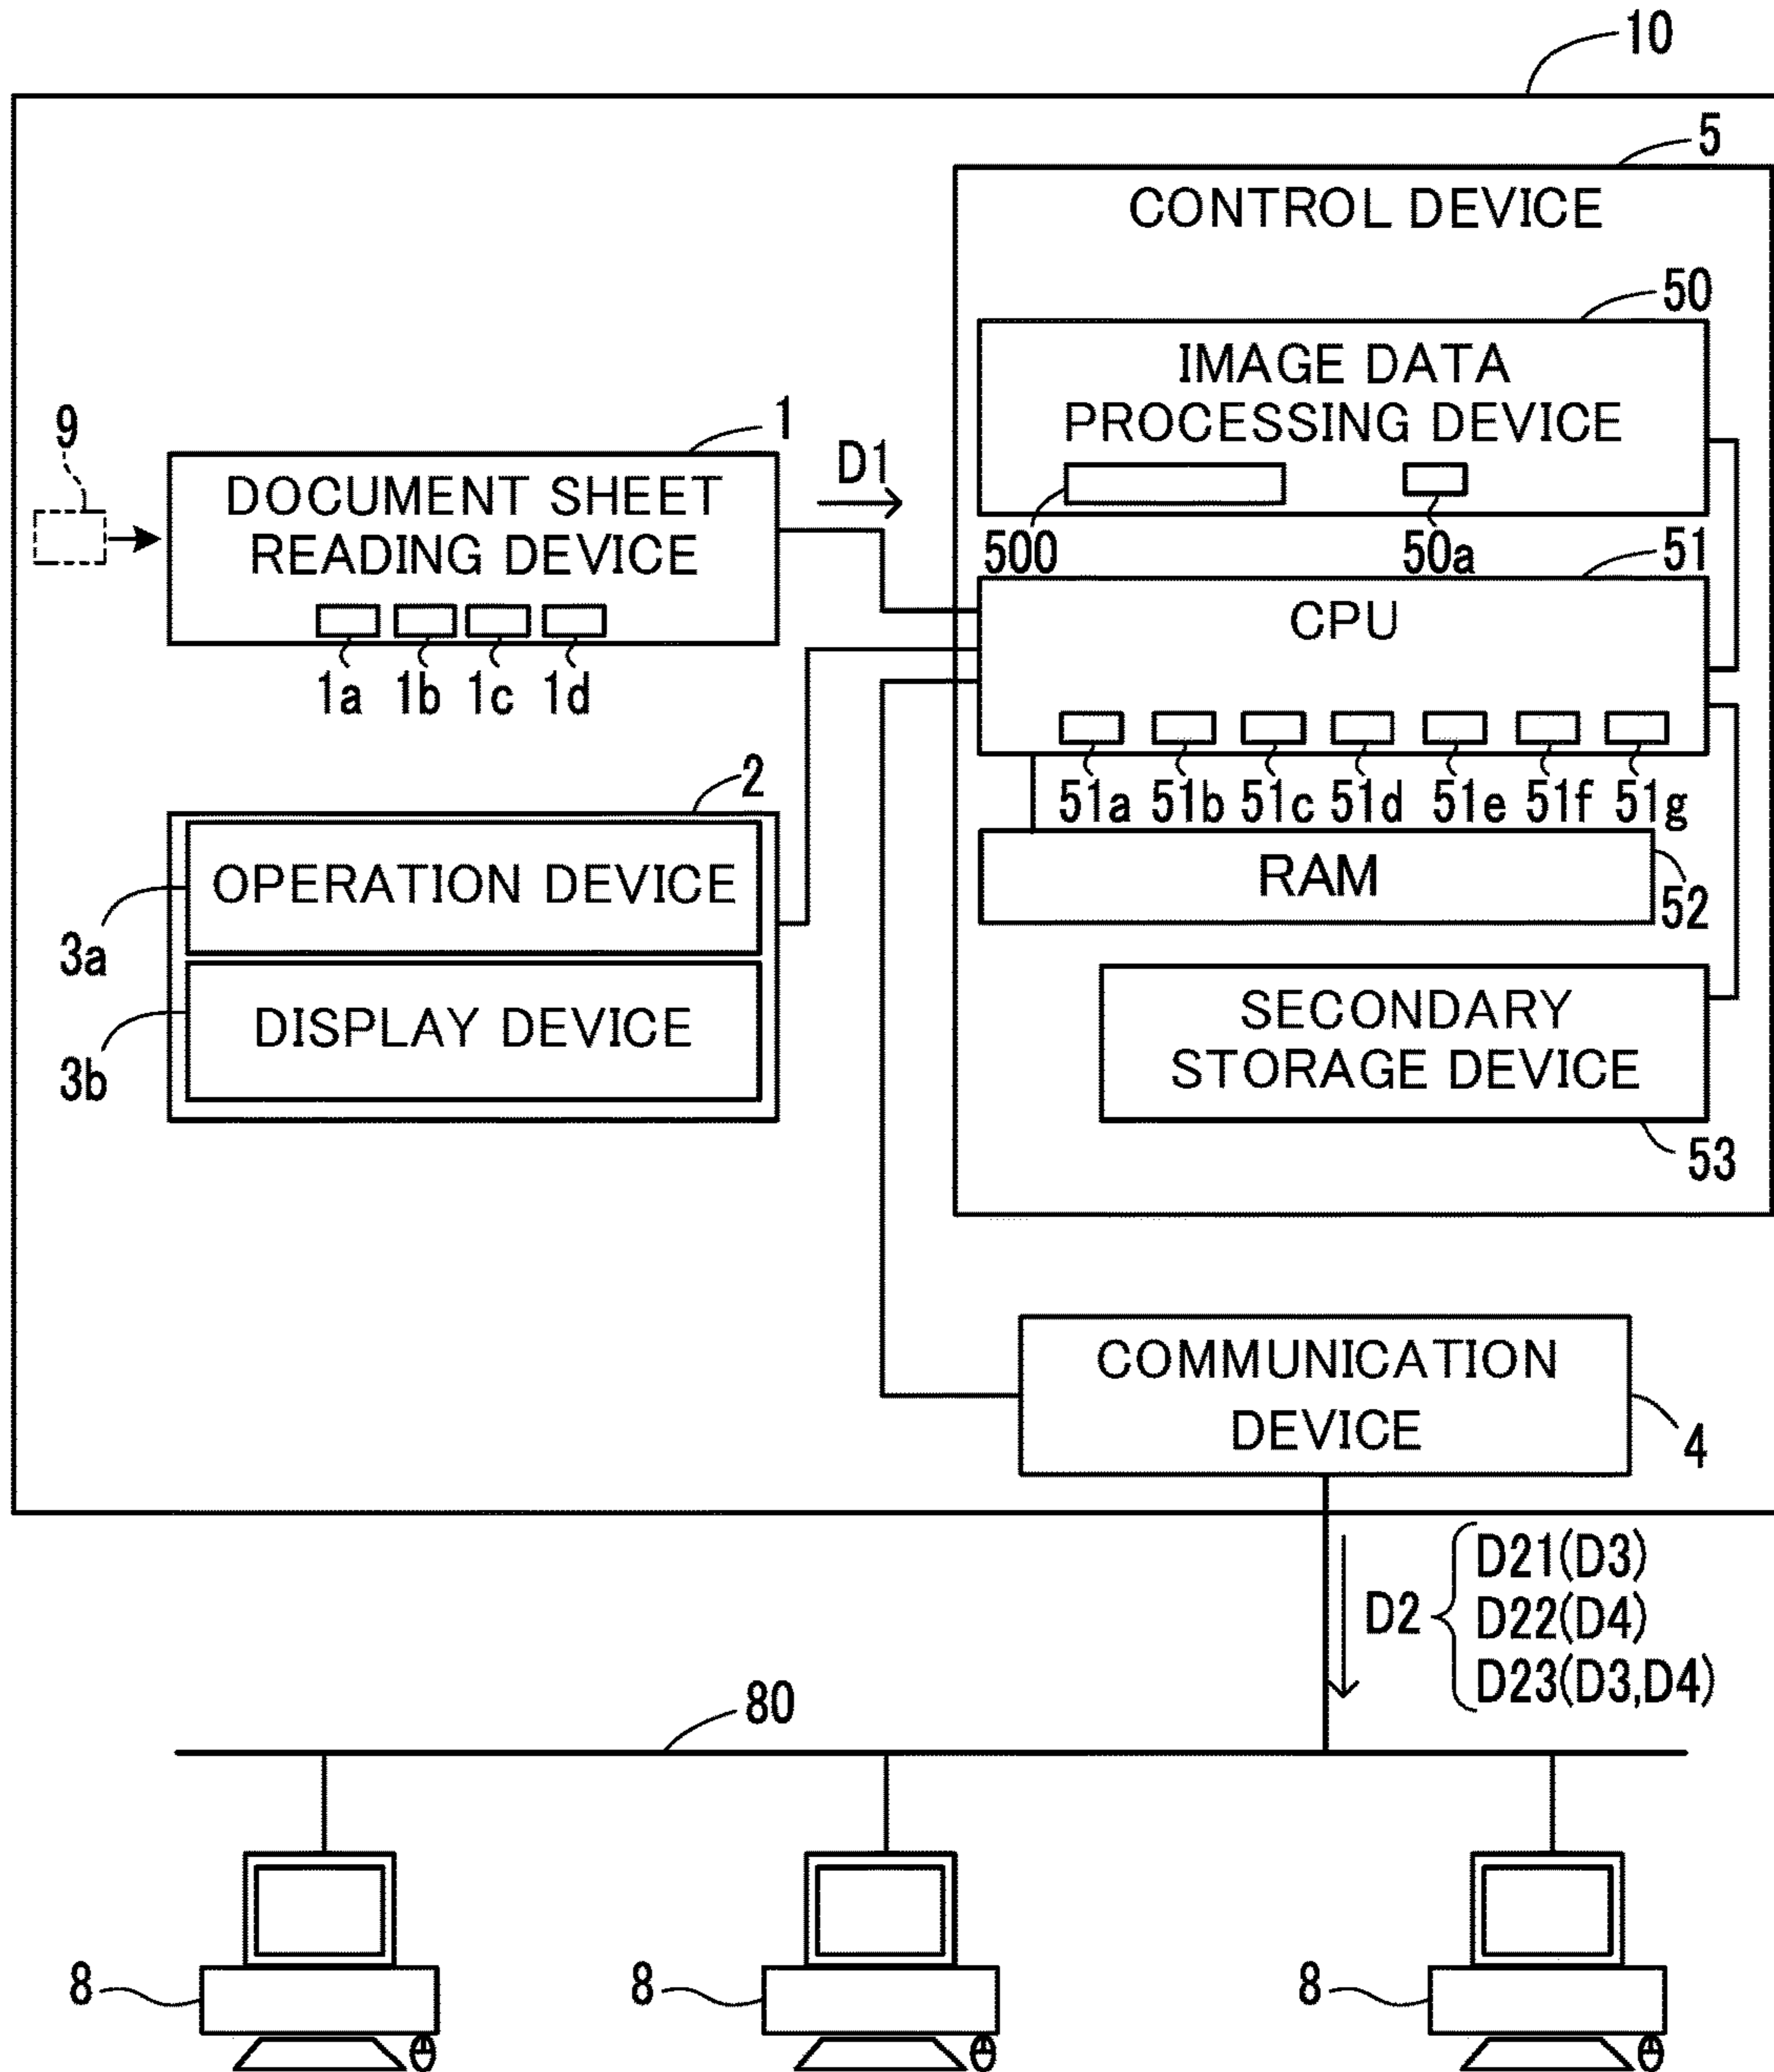 10
5
CONTROL DEVICE
50
IMAGE DATA
PROCESSING DEVICE
500
50a
9
1
DOCUMENT SHEET
READING DEVICE
D1
1a 1b 1c 1d
51
CPU
51a 51b 51c 51d 51e 51f 51g
2
OPERATION DEVICE
3a
DISPLAY DEVICE
3b
RAM
52
SECONDARY
STORAGE DEVICE
53
COMMUNICATION
DEVICE
4
D2
D21(D3)
D22(D4)
D23(D3,D4)
80
8
8
8